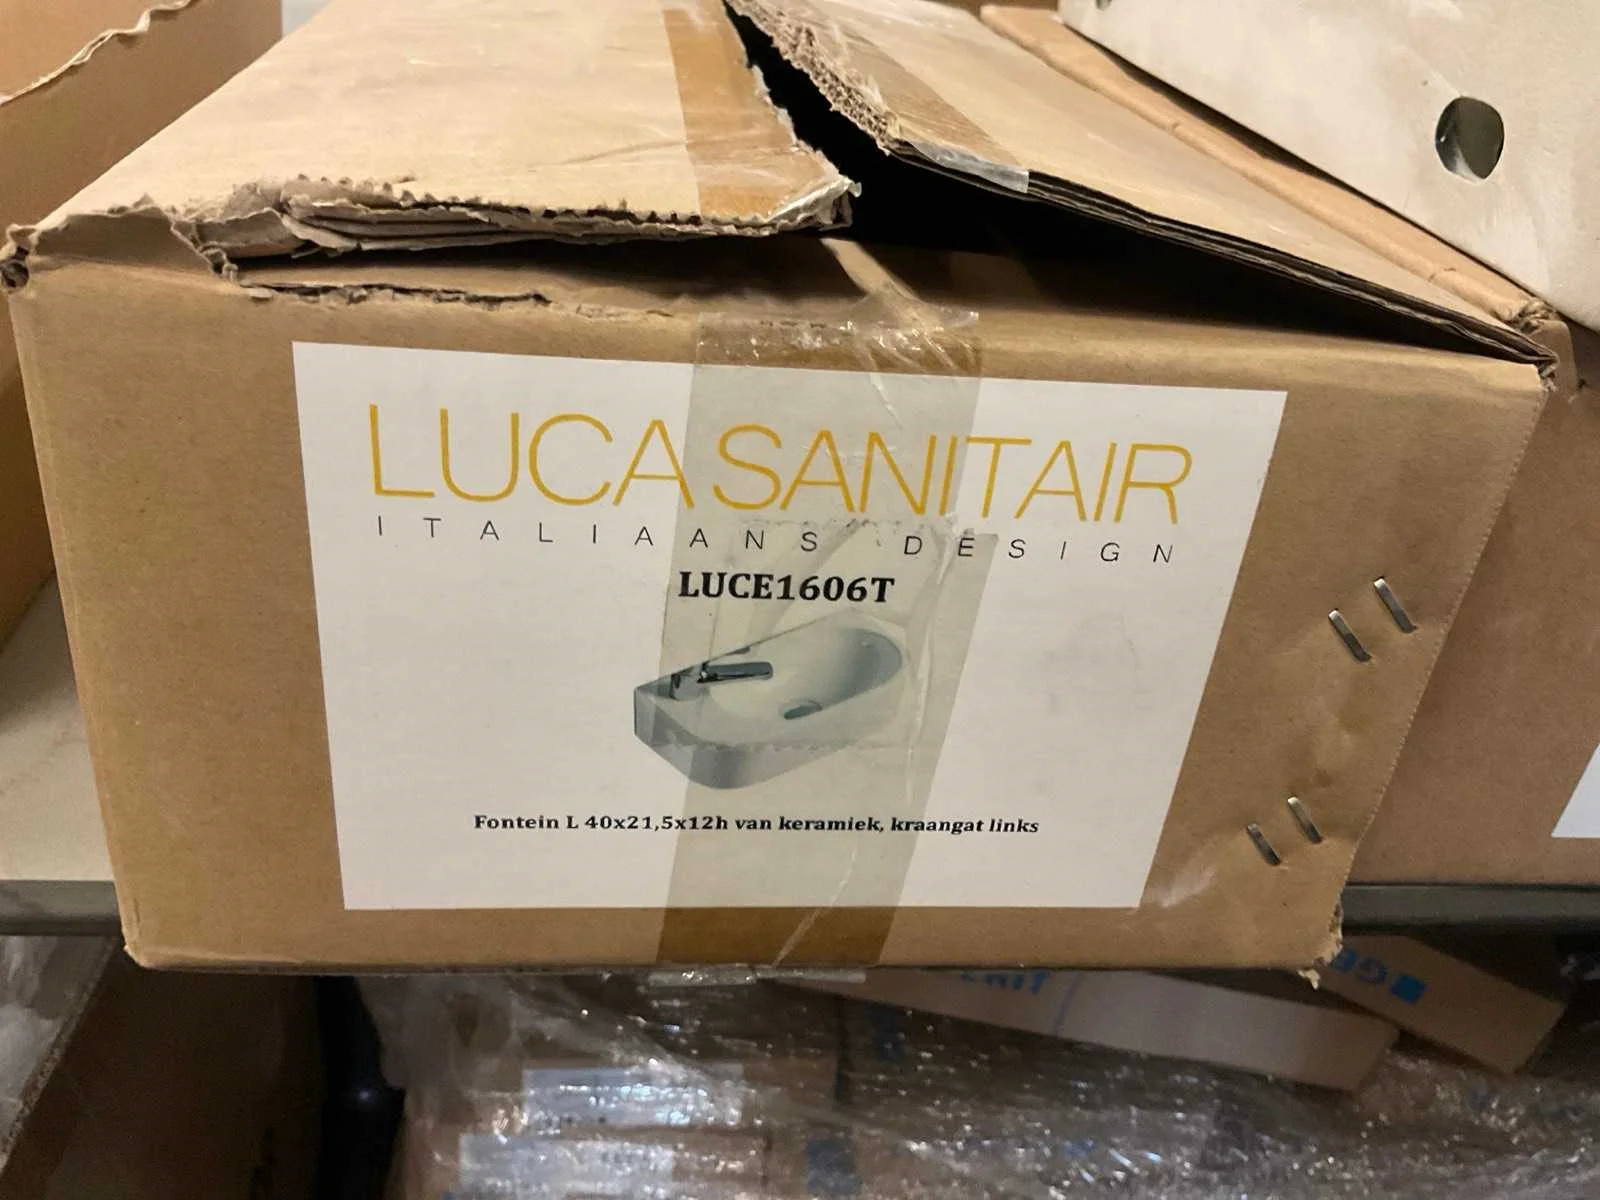 LUCA SANITAIR
ITALIAANS DESIGN
LUCE1606T
Fontein L 40x21,5x12h van keramiek, kraangat links